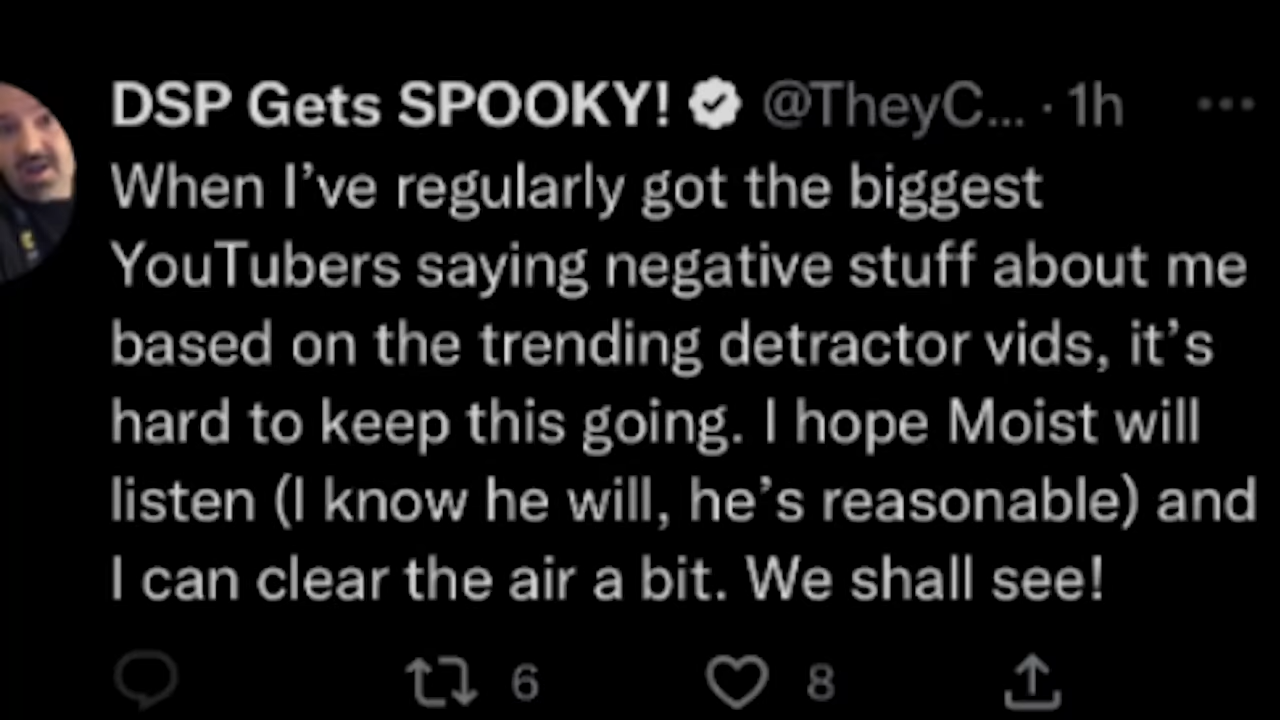 DSP Gets SPOOKY! @TheyC... · 1h
When I've regularly got the biggest
YouTubers saying negative stuff about me
based on the trending detractor vids, it's
hard to keep this going. I hope Moist will
listen (I know he will, he's reasonable) and
I can clear the air a bit. We shall see!
6 8